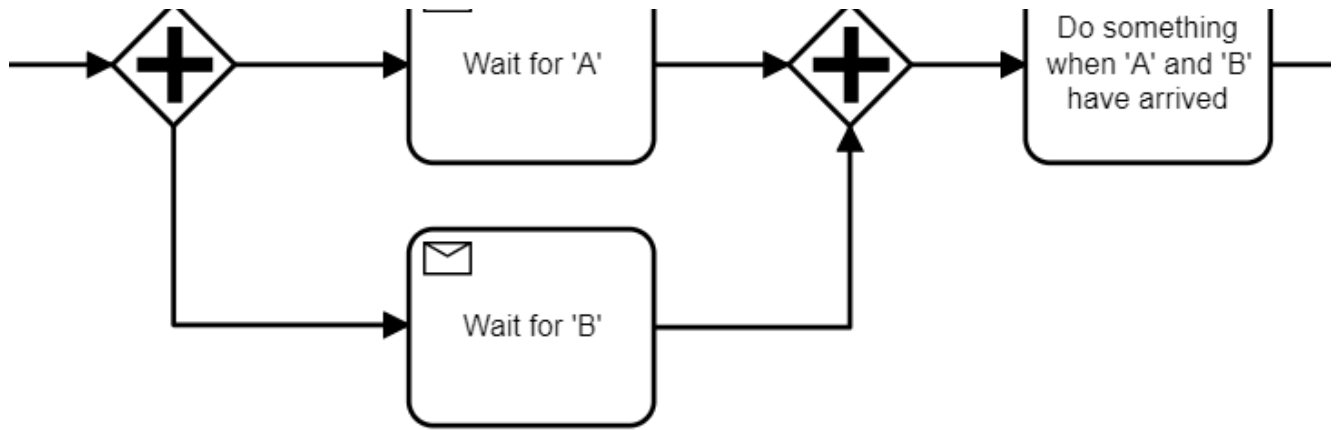 Wait for 'A'
Do something
when 'A' and 'B'
have arrived
Wait for 'B'